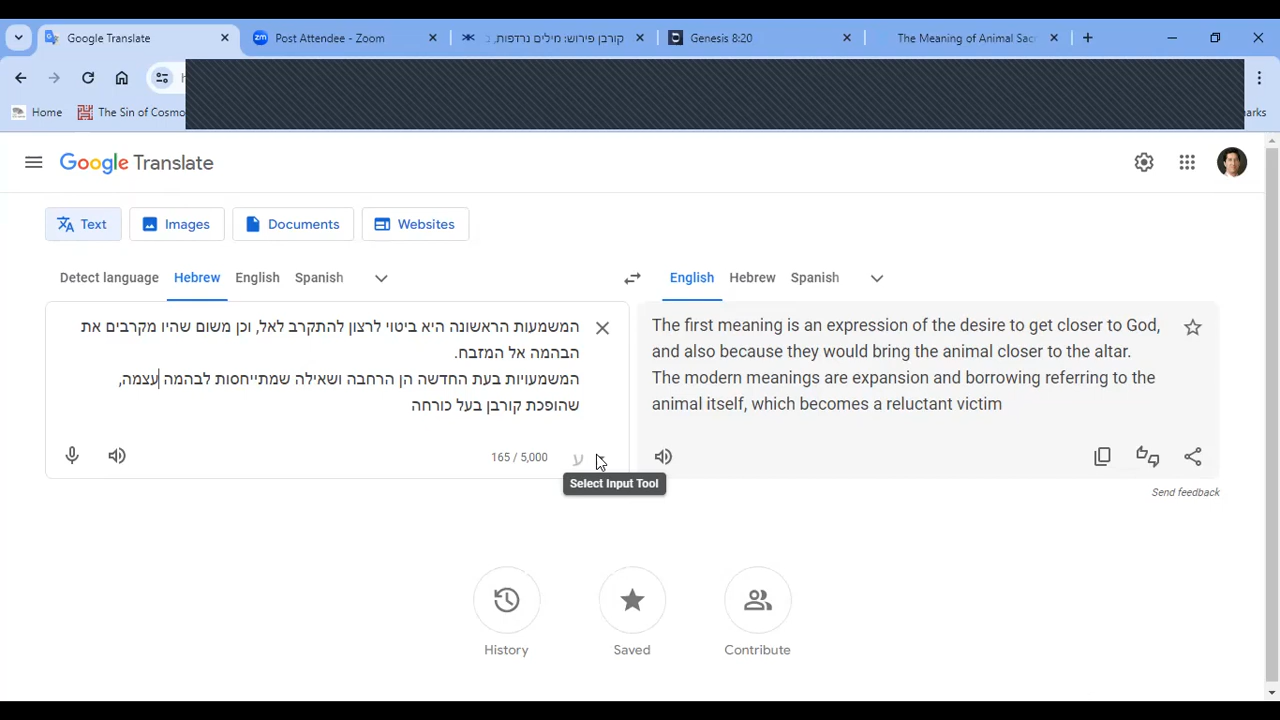 Google Translate
Post Attendee - Zoom
קורבן פירוש: מילים נרדפות,
Genesis 8:20
The Meaning of Animal Sac
Home
The Sin of Cosmo
arks
Google Translate
Text
Images
Documents
Websites
Detect language
Hebrew
English
Spanish
English
Hebrew
Spanish
המשמעות הראשונה היא ביטוי לרצון להתקרב לאל, וכן משום שהיו מקרבים את
הבהמה אל המזבח.
המשמעויות בעת החדשה הן הרחבה ושאילה שמתייחסות לבהמה עצמה,
שהופכת קורבן בעל כורחה
The first meaning is an expression of the desire to get closer to God,
and also because they would bring the animal closer to the altar.
The modern meanings are expansion and borrowing referring to the
animal itself, which becomes a reluctant victim
165 / 5,000
ע
Select Input Tool
Send feedback
History
Saved
Contribute